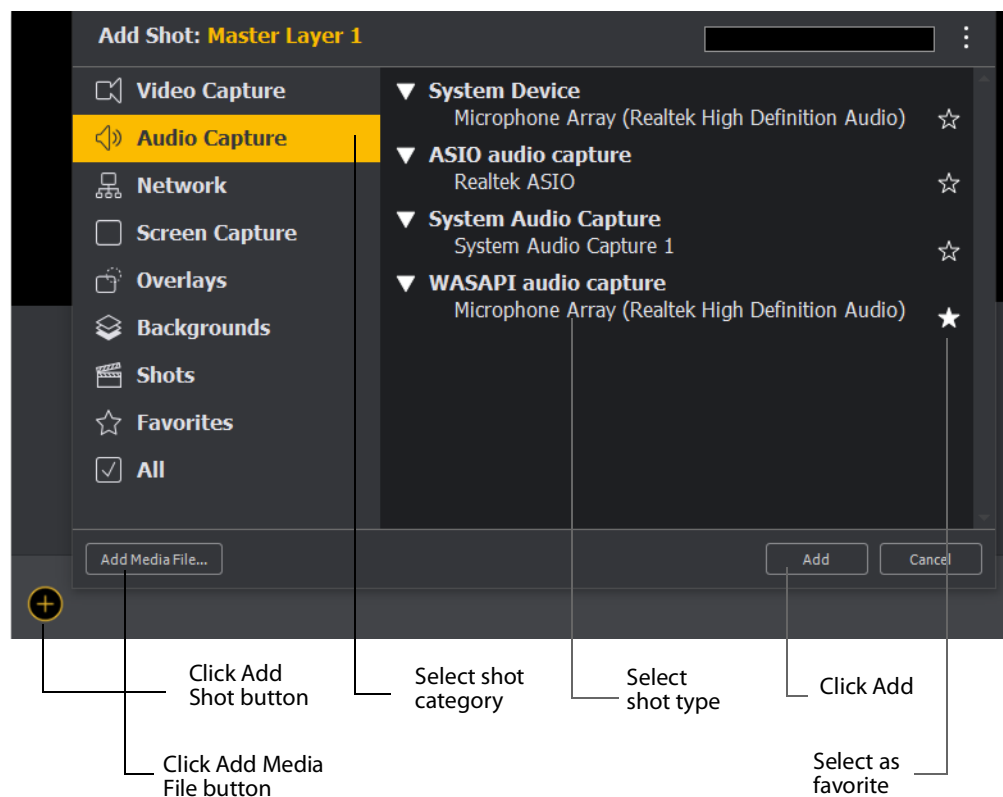 Add Shot: Master Layer 1
Video Capture
Audio Capture
Network
Screen Capture
Overlays
Backgrounds
Shots
Favorites
All
System Device
Microphone Array (Realtek High Definition Audio)
ASIO audio capture
Realtek ASIO
System Audio Capture
System Audio Capture 1
WASAPI audio capture
Microphone Array (Realtek High Definition Audio)
Add Media File...
Add
Cancel
Click Add
Shot button
Select shot
category
Select
shot type
Click Add
Click Add Media
File button
Select as
favorite